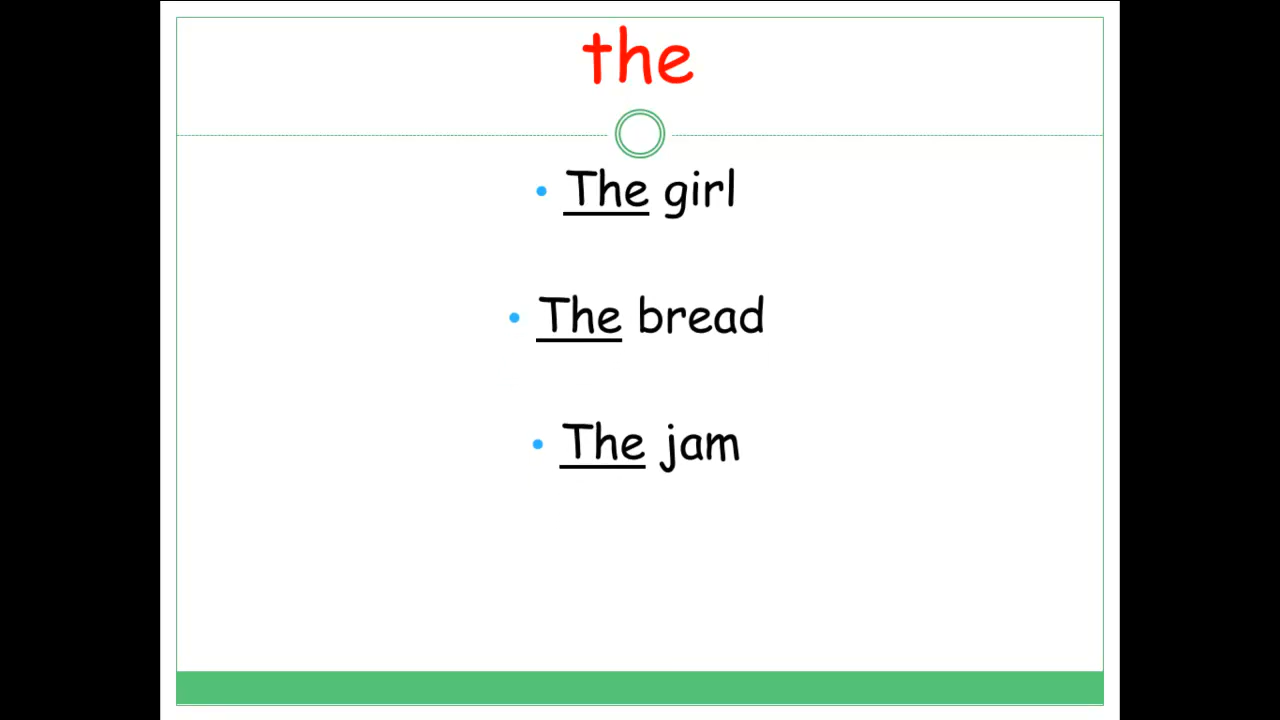 the
• The girl
• The bread
• The jam